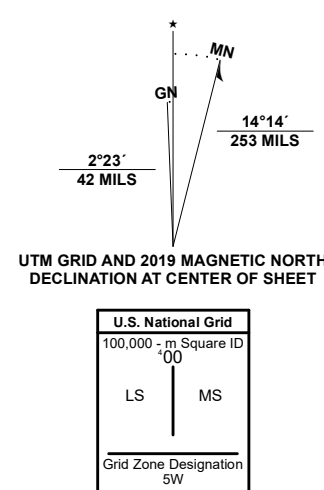 ★
MN
GN
14°14´
253 MILS
2°23´
42 MILS
UTM GRID AND 2019 MAGNETIC NORTH
DECLINATION AT CENTER OF SHEET
U.S. National Grid
100,000 - m Square ID
⁴00
LS MS
Grid Zone Designation
5W